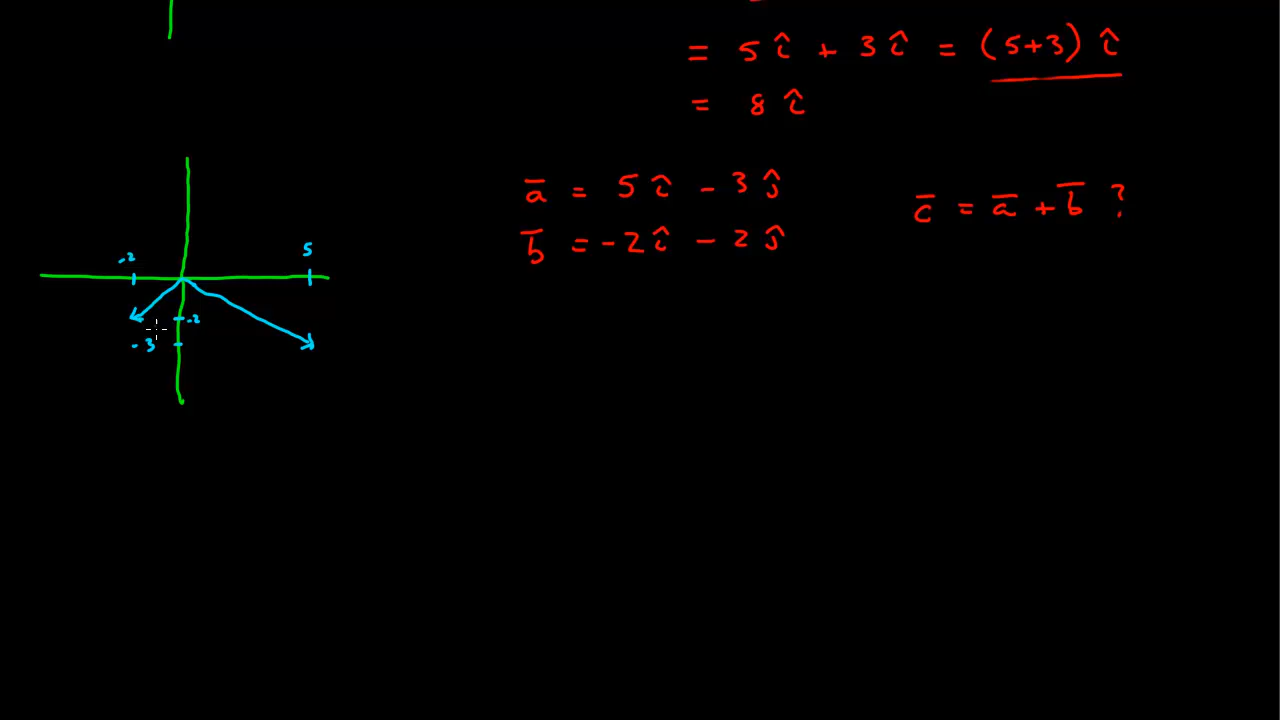 = 5 î + 3 î = (5+3) î
= 8 î
a̅ = 5 î - 3 ĵ
c̅ = a̅ + b̅ ?
b̅ = -2 î - 2 ĵ
-2
5
-2
-3